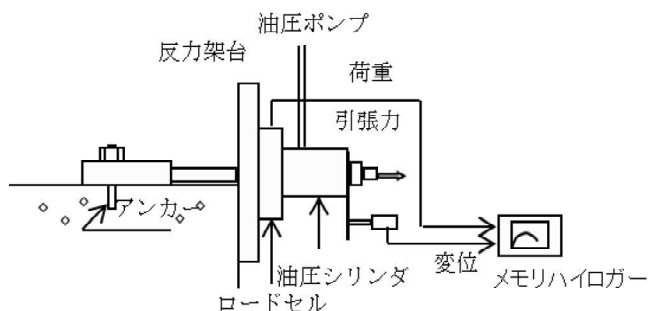 油圧ポンプ
反力架台
荷重
引張力
アンカー
油圧シリンダ
変位
メモリハイロガー
ロードセル